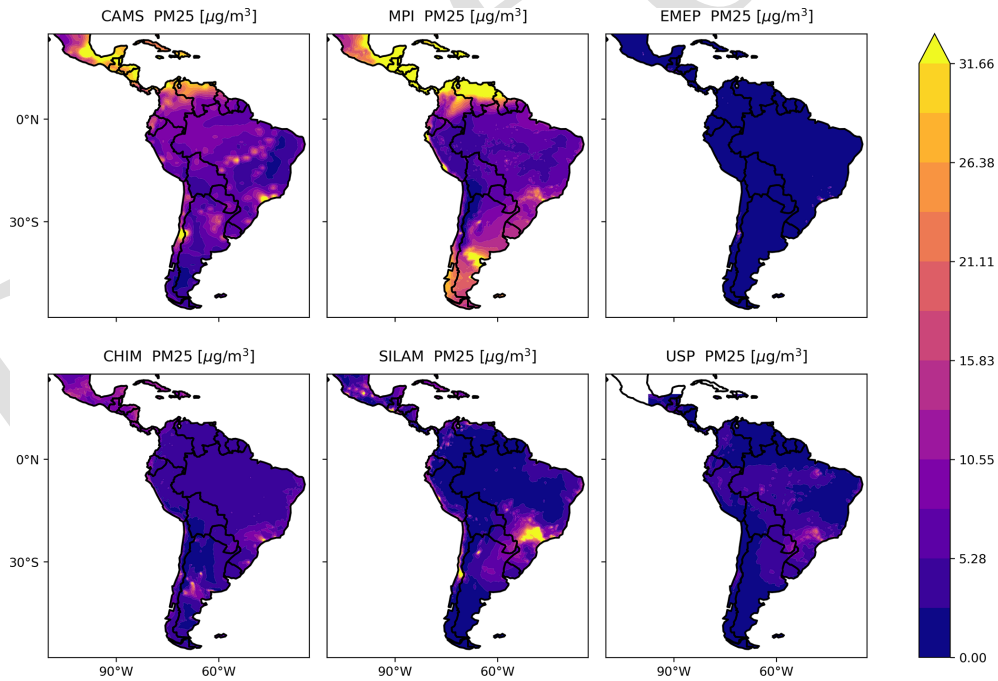 CAMS PM25 [μg/m³]
MPI PM25 [μg/m³]
EMEP PM25 [μg/m³]
0°N
30°S
CHIM PM25 [μg/m³]
SILAM PM25 [μg/m³]
USP PM25 [μg/m³]
0°N
30°S
90°W 60°W
90°W 60°W
90°W 60°W
31.66
26.38
21.11
15.83
10.55
5.28
0.00